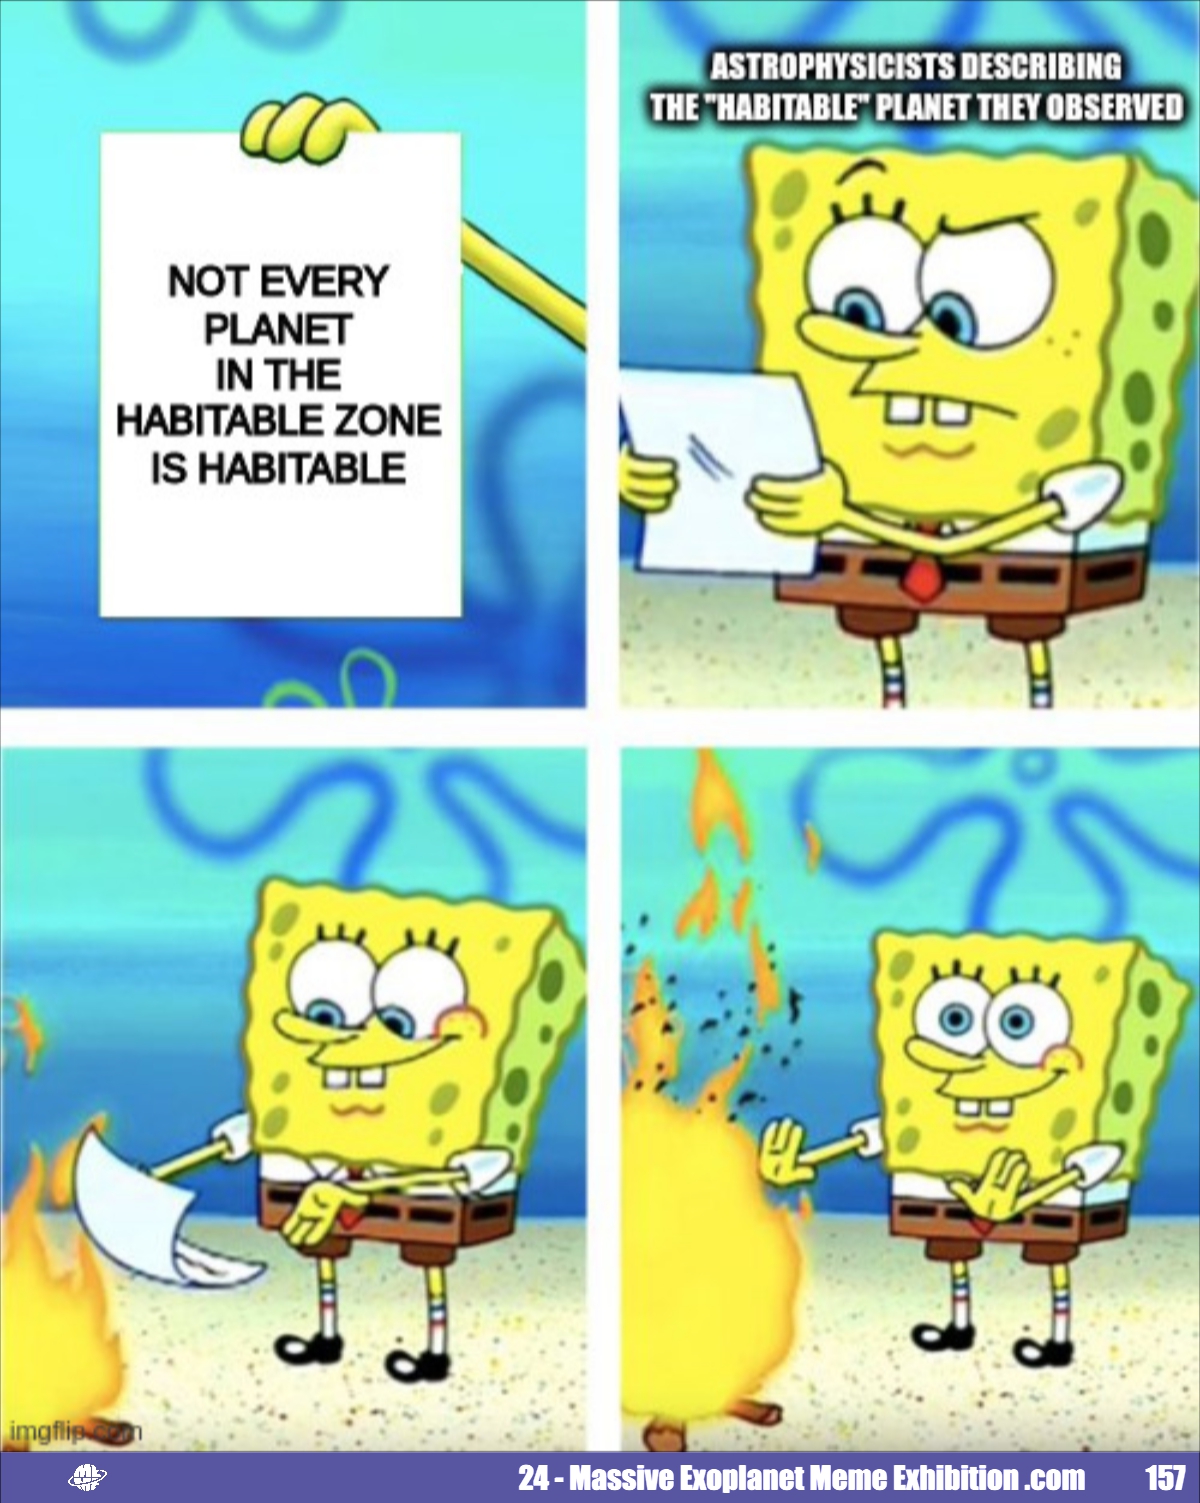 NOT EVERY
PLANET
IN THE
HABITABLE ZONE
IS HABITABLE
ASTROPHYSICISTS DESCRIBING
THE "HABITABLE" PLANET THEY OBSERVED
imgflip.com
24 - Massive Exoplanet Meme Exhibition .com
157